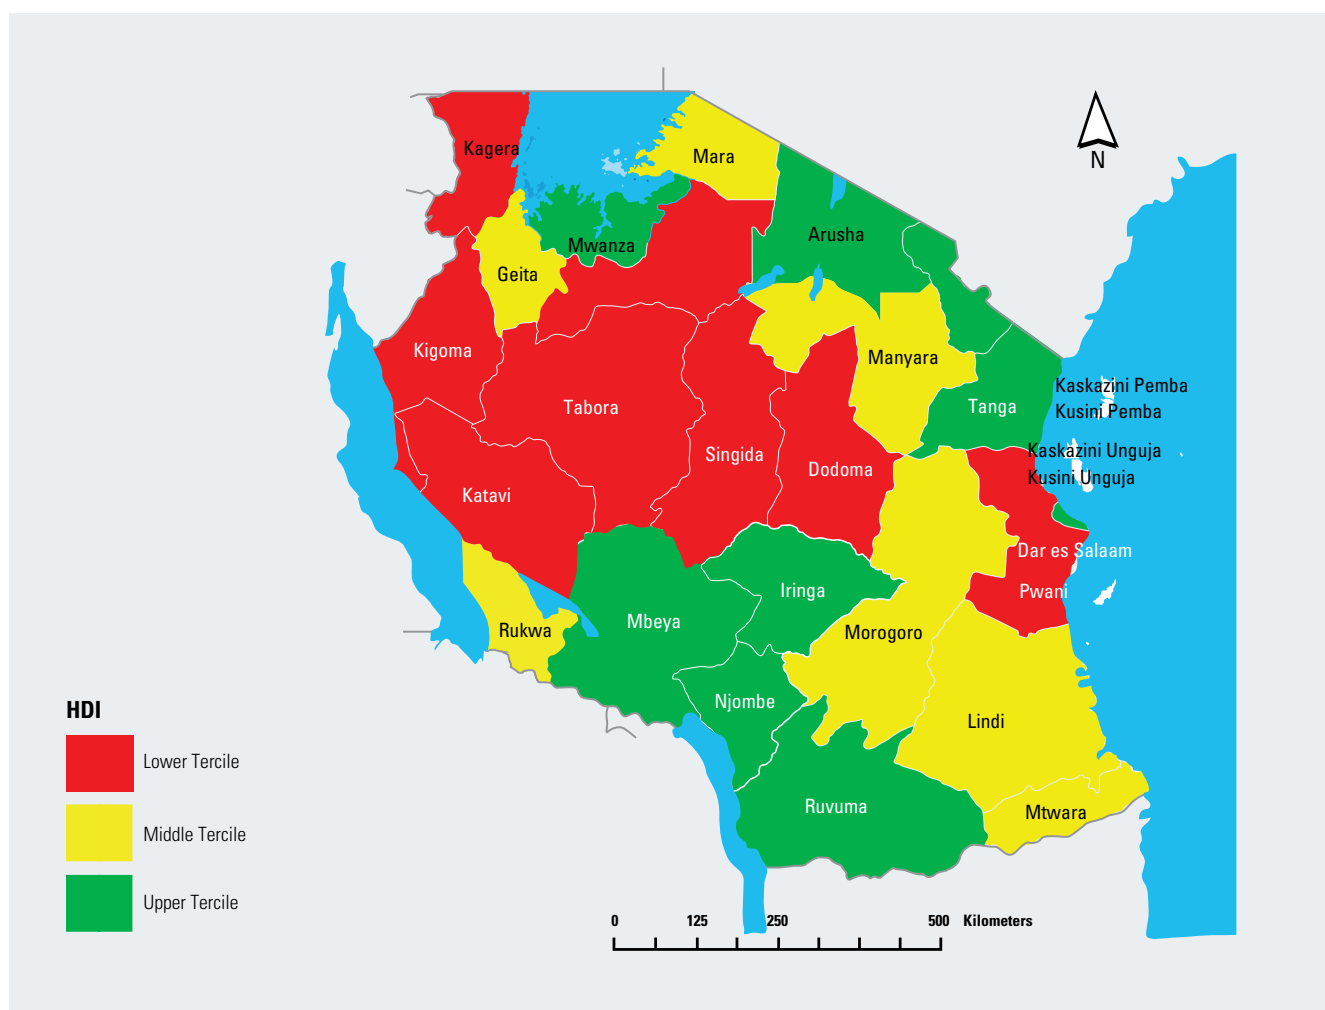 Kagera
Mara
N
Arusha
Mwanza
Geita
Kigoma
Manyara
Kaskazini Pemba
Tabora
Tanga
Kusini Pemba
Singida
Kaskazini Unguja
Dodoma
Kusini Unguja
Katavi
Dar es Salaam
Iringa
Pwani
Mbeya
Rukwa
Morogoro
Njombe
Lindi
Ruvuma
Mtwara
HDI
Lower Tercile
Middle Tercile
Upper Tercile
0 125 250 500 Kilometers